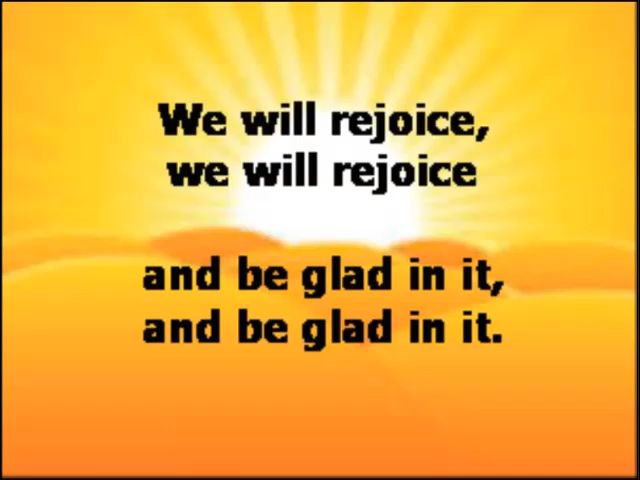 We will rejoice,
we will rejoice
and be glad in it,
and be glad in it.